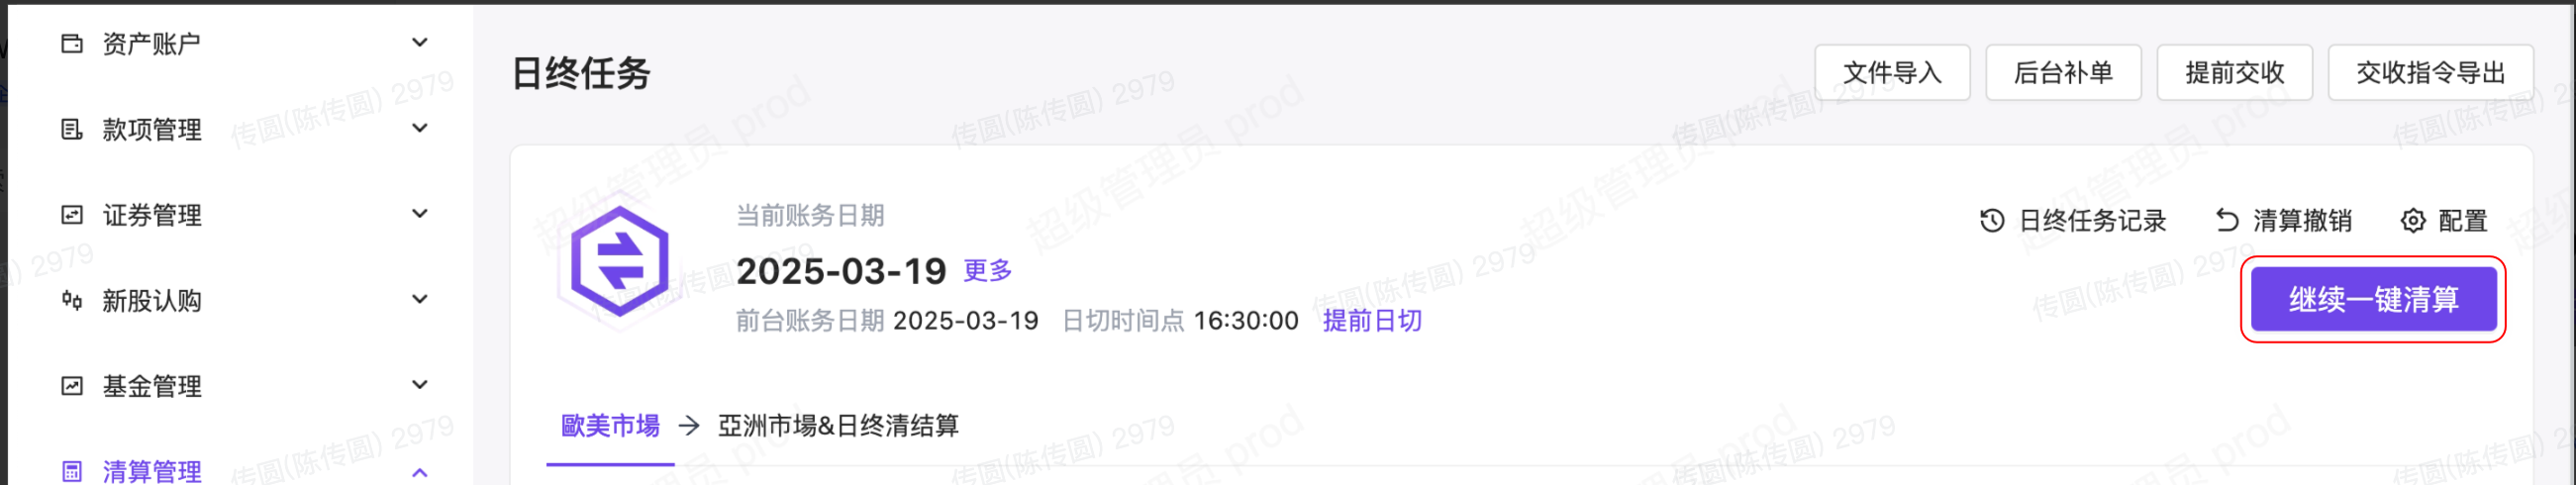 资产账户
款项管理
证券管理
新股认购
基金管理
清算管理
日终任务
文件导入
后台补单
提前交收
交收指令导出
当前账务日期
2025-03-19 更多
前台账务日期 2025-03-19 日切时间点 16:30:00 提前日切
日终任务记录
清算撤销
配置
继续一键清算
歐美市場 → 亞洲市場&日终清结算
传圆(陈传圆) 2979
超级管理员 prod